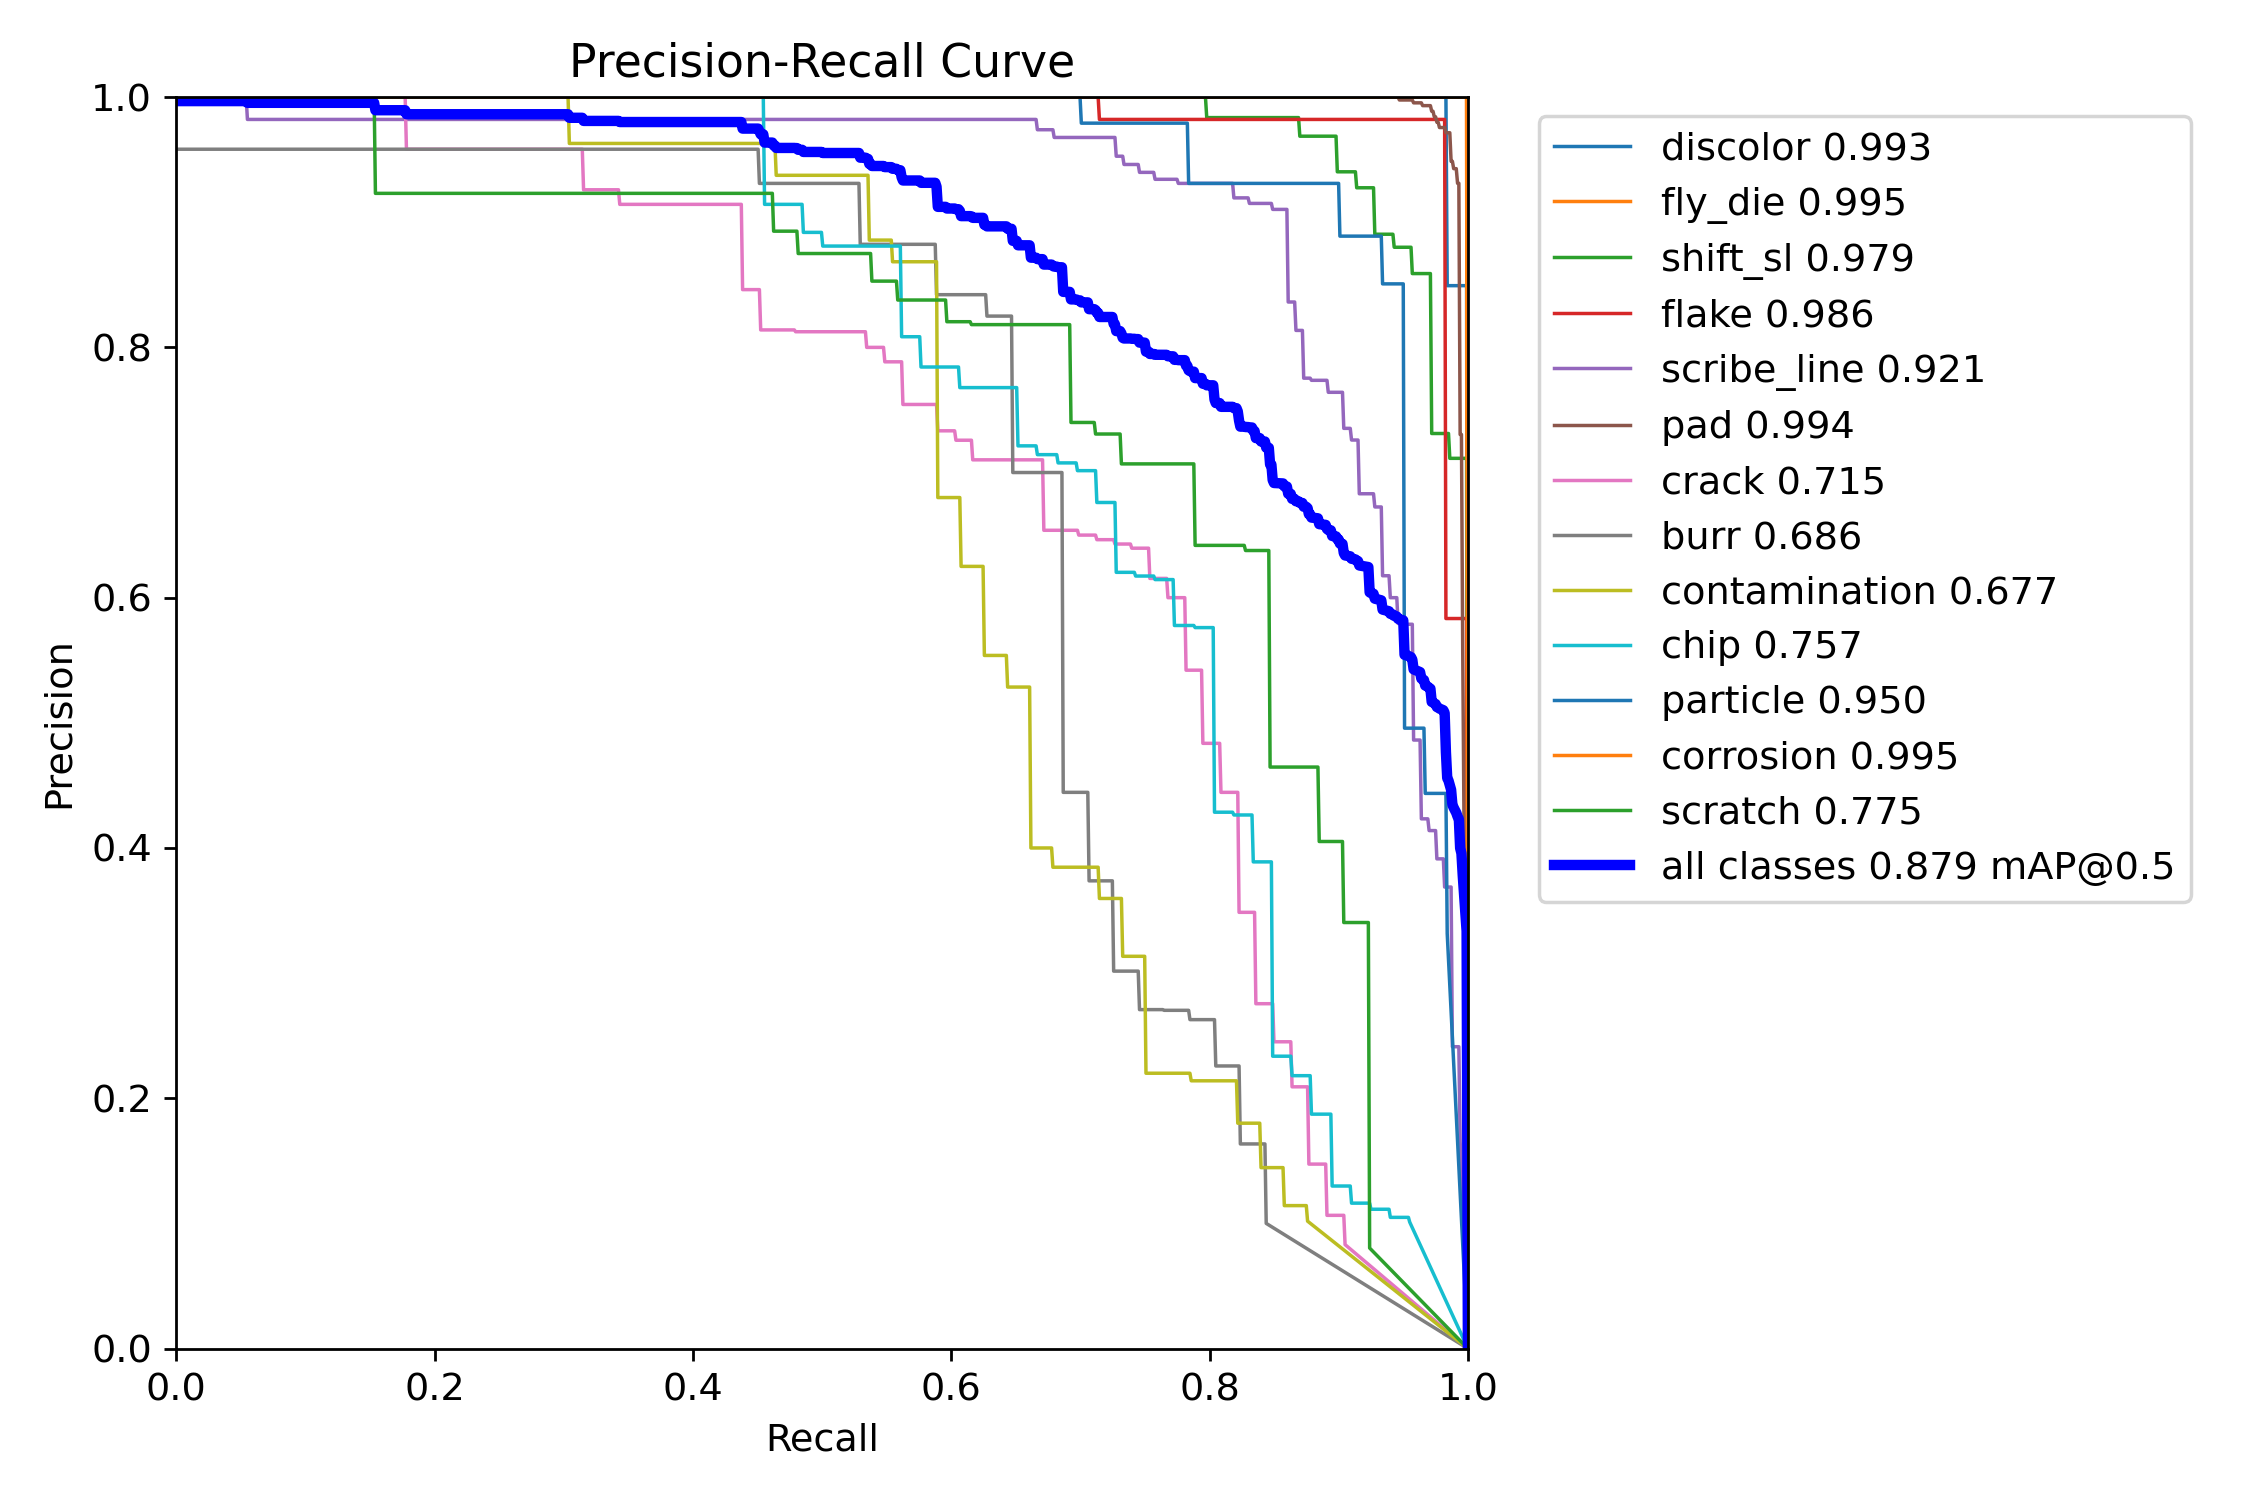 Precision-Recall Curve
1.0
0.8
0.6
0.4
0.2
0.0
Precision
0.0 0.2 0.4 0.6 0.8 1.0
Recall
discolor 0.993
fly_die 0.995
shift_sl 0.979
flake 0.986
scribe_line 0.921
pad 0.994
crack 0.715
burr 0.686
contamination 0.677
chip 0.757
particle 0.950
corrosion 0.995
scratch 0.775
all classes 0.879 mAP@0.5